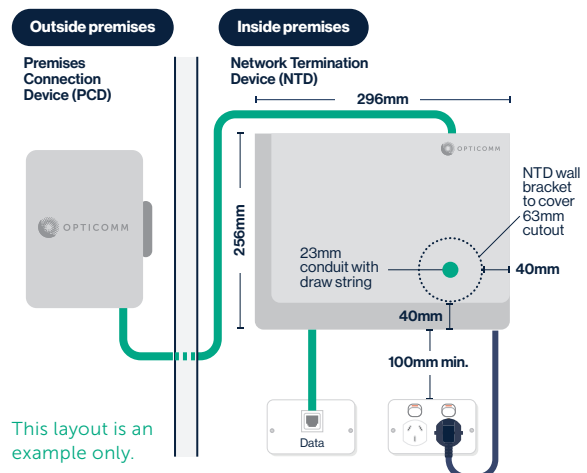 Outside premises
Inside premises
Premises
Connection
Device (PCD)
Network Termination
Device (NTD)
296mm
OPTICOMM
OPTICOMM
NTD wall
bracket
to cover
63mm
cutout
256mm
23mm
conduit with
draw string
40mm
40mm
100mm min.
Data
This layout is an
example only.